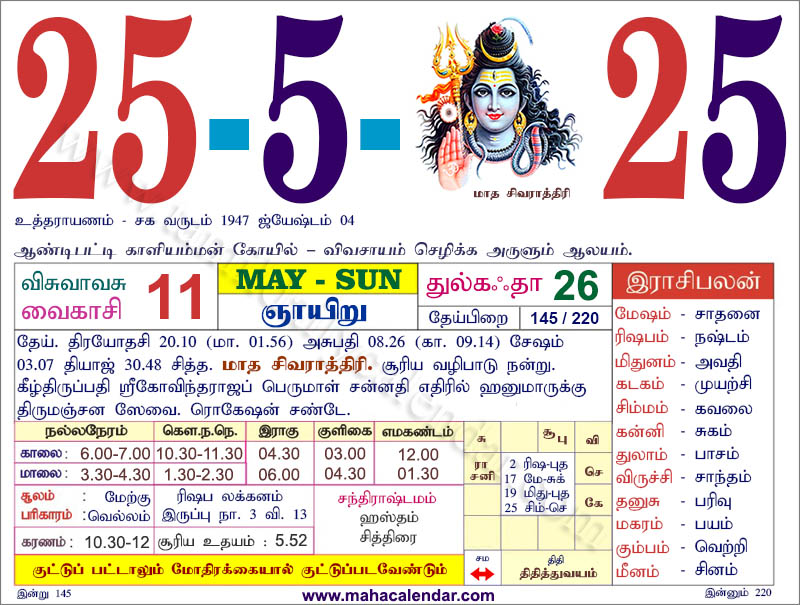 25-5-25
மாத சிவராத்திரி
உத்தராயணம் - சக வருடம் 1947 ஜ்யேஷ்டம் 04
ஆண்டிபட்டி காளியம்மன் கோயில் – விவசாயம் செழிக்க அருளும் ஆலயம்.
விசுவாவசு
வைகாசி 11
MAY - SUN
ஞாயிறு
துல்கஃதா 26
தேய்பிறை 145 / 220
தேய். திரயோதசி 20.10 (மா. 01.56) அசுபதி 08.26 (கா. 09.14) சேஷம்
03.07 தியாஜ் 30.48 சித்த. மாத சிவராத்திரி. சூரிய வழிபாடு நன்று.
கீழ்திருப்பதி ஸ்ரீகோவிந்தராஜப் பெருமாள் சன்னதி எதிரில் ஹனுமாருக்கு
திருமஞ்சன ஸேவை. ரொகேஷன் சண்டே.
நல்லநேரம் கௌ.ந.நெ. இராகு குளிகை எமகண்டம்
காலை: 6.00-7.00 10.30-11.30 04.30 03.00 12.00
மாலை: 3.30-4.30 1.30-2.30 06.00 04.30 01.30
சூலம் : மேற்கு
பரிகாரம் : வெல்லம்
ரிஷப லக்கனம்
இருப்பு நா. 3 வி. 13
கரணம் : 10.30-12 சூரிய உதயம் : 5.52
சந்திராஷ்டமம்
ஹஸ்தம்
சித்திரை
குட்டுப் பட்டாலும் மோதிரக்கையால் குட்டுப்படவேண்டும்
சு சூ பு வி
ரா சனி
2 ரிஷ-புத
17 மே-சுக்
19 மிது-புத
25 சிம்-செ
செ
கே
சம
திதி
திதித்துவயம்
இராசிபலன்
மேஷம் - சாதனை
ரிஷபம் - நஷ்டம்
மிதுனம் - அவதி
கடகம் - முயற்சி
சிம்மம் - கவலை
கன்னி - சுகம்
துலாம் - பாசம்
விருச்சி - சாந்தம்
தனுசு - பரிவு
மகரம் - பயம்
கும்பம் - வெற்றி
மீனம் - சினம்
இன்று 145
www.mahacalendar.com
இன்னும் 220